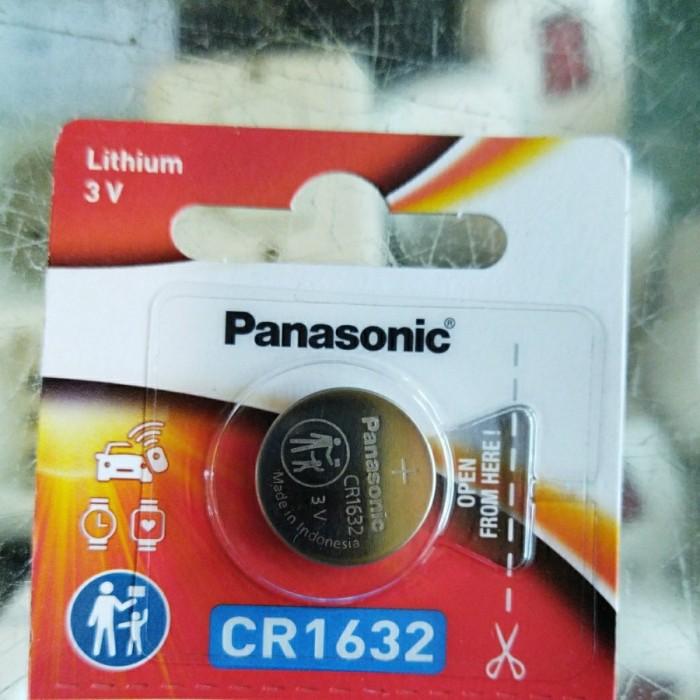 Lithium
3 V
Panasonic®
Panasonic
CR1632
+
3 V
Made in Indonesia
OPEN
FROM HERE !
CR1632